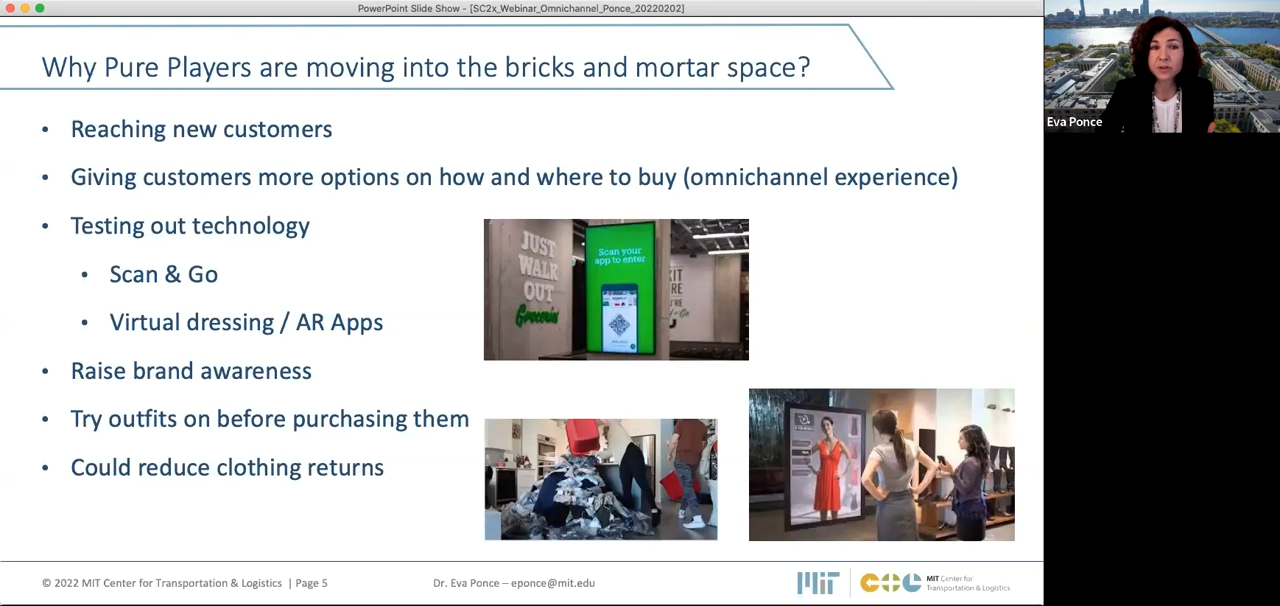 PowerPoint Slide Show - [SC2x_Webinar_Omnichannel_Ponce_20220202]
Why Pure Players are moving into the bricks and mortar space?
• Reaching new customers
• Giving customers more options on how and where to buy (omnichannel experience)
• Testing out technology
• Scan & Go
• Virtual dressing / AR Apps
• Raise brand awareness
• Try outfits on before purchasing them
• Could reduce clothing returns
JUST
WALK
OUT
Groceries
Scan your
app to enter
Eva Ponce
© 2022 MIT Center for Transportation & Logistics | Page 5
Dr. Eva Ponce – eponce@mit.edu
MIT
CTL
MIT Center for
Transportation & Logistics